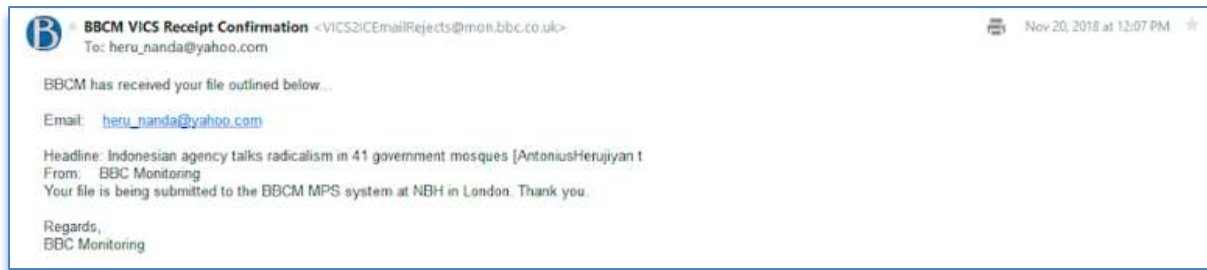 B
BBCM VICS Receipt Confirmation <VICS2ICEmailRejects@mon.bbc.co.uk>
Nov 20, 2018 at 12:07 PM
To: heru_nanda@yahoo.com
BBCM has received your file outlined below...
Email: heru_nanda@yahoo.com
Headline: Indonesian agency talks radicalism in 41 government mosques [AntoniusHerujiyan t
From: BBC Monitoring
Your file is being submitted to the BBCM MPS system at NBH in London. Thank you.
Regards,
BBC Monitoring